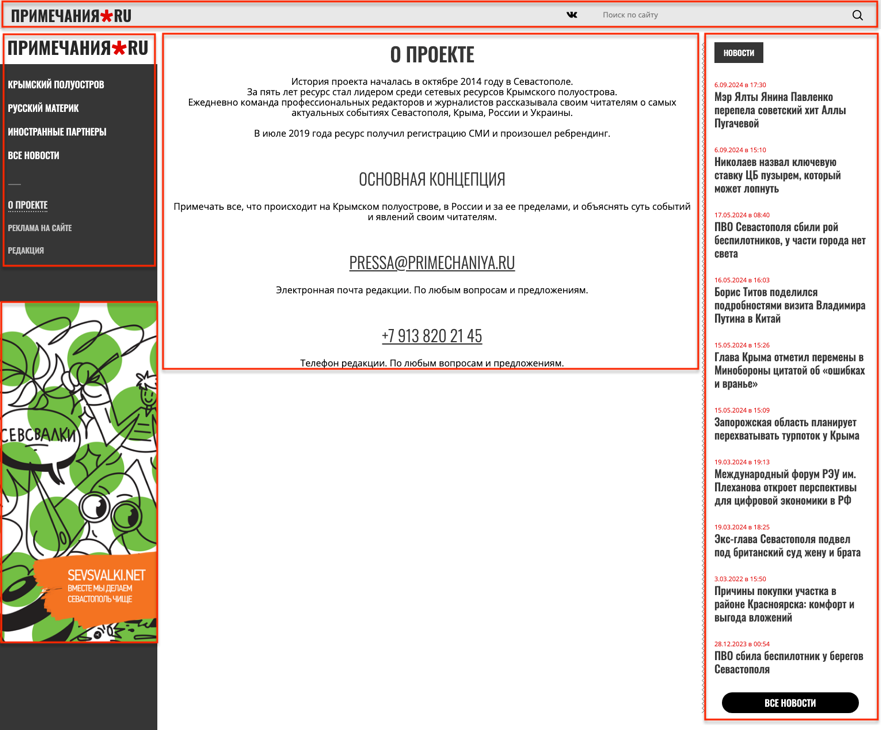 ПРИМЕЧАНИЯ*RU
Поиск по сайту
ПРИМЕЧАНИЯ*RU
КРЫМСКИЙ ПОЛУОСТРОВ
РУССКИЙ МАТЕРИК
ИНОСТРАННЫЕ ПАРТНЕРЫ
ВСЕ НОВОСТИ
О ПРОЕКТЕ
РЕКЛАМА НА САЙТЕ
РЕДАКЦИЯ
СЕВСВАЛКИ
SEVSVALKI.NET
ВМЕСТЕ МЫ ДЕЛАЕМ
СЕВАСТОПОЛЬ ЧИЩЕ
О ПРОЕКТЕ
История проекта началась в октябре 2014 году в Севастополе.
За пять лет ресурс стал лидером среди сетевых ресурсов Крымского полуострова.
Ежедневно команда профессиональных редакторов и журналистов рассказывала своим читателям о самых
актуальных событиях Севастополя, Крыма, России и Украины.
В июле 2019 года ресурс получил регистрацию СМИ и произошел ребрендинг.
ОСНОВНАЯ КОНЦЕПЦИЯ
Примечать все, что происходит на Крымском полуострове, в России и за ее пределами, и объяснять суть событий
и явлений своим читателям.
PRESSA@PRIMECHANIYA.RU
Электронная почта редакции. По любым вопросам и предложениям.
+7 913 820 21 45
Телефон редакции. По любым вопросам и предложениям.
НОВОСТИ
6.09.2024 в 17:30
Мэр Ялты Янина Павленко
перепела советский хит Аллы
Пугачевой
6.09.2024 в 15:10
Николаев назвал ключевую
ставку ЦБ пузырем, который
может лопнуть
17.05.2024 в 08:40
ПВО Севастополя сбили рой
беспилотников, у части города нет
света
16.05.2024 в 16:03
Борис Титов поделился
подробностями визита Владимира
Путина в Китай
15.05.2024 в 15:26
Глава Крыма отметил перемены в
Минобороны цитатой об «ошибках
и вранье»
15.05.2024 в 15:09
Запорожская область планирует
перехватывать турпоток у Крыма
19.03.2024 в 19:13
Международный форум РЭУ им.
Плеханова откроет перспективы
для цифровой экономики в РФ
19.03.2024 в 18:25
Экс-глава Севастополя подвел
под британский суд жену и брата
3.03.2022 в 15:50
Причины покупки участка в
районе Красноярска: комфорт и
выгода вложений
28.12.2023 в 00:54
ПВО сбила беспилотник у берегов
Севастополя
ВСЕ НОВОСТИ